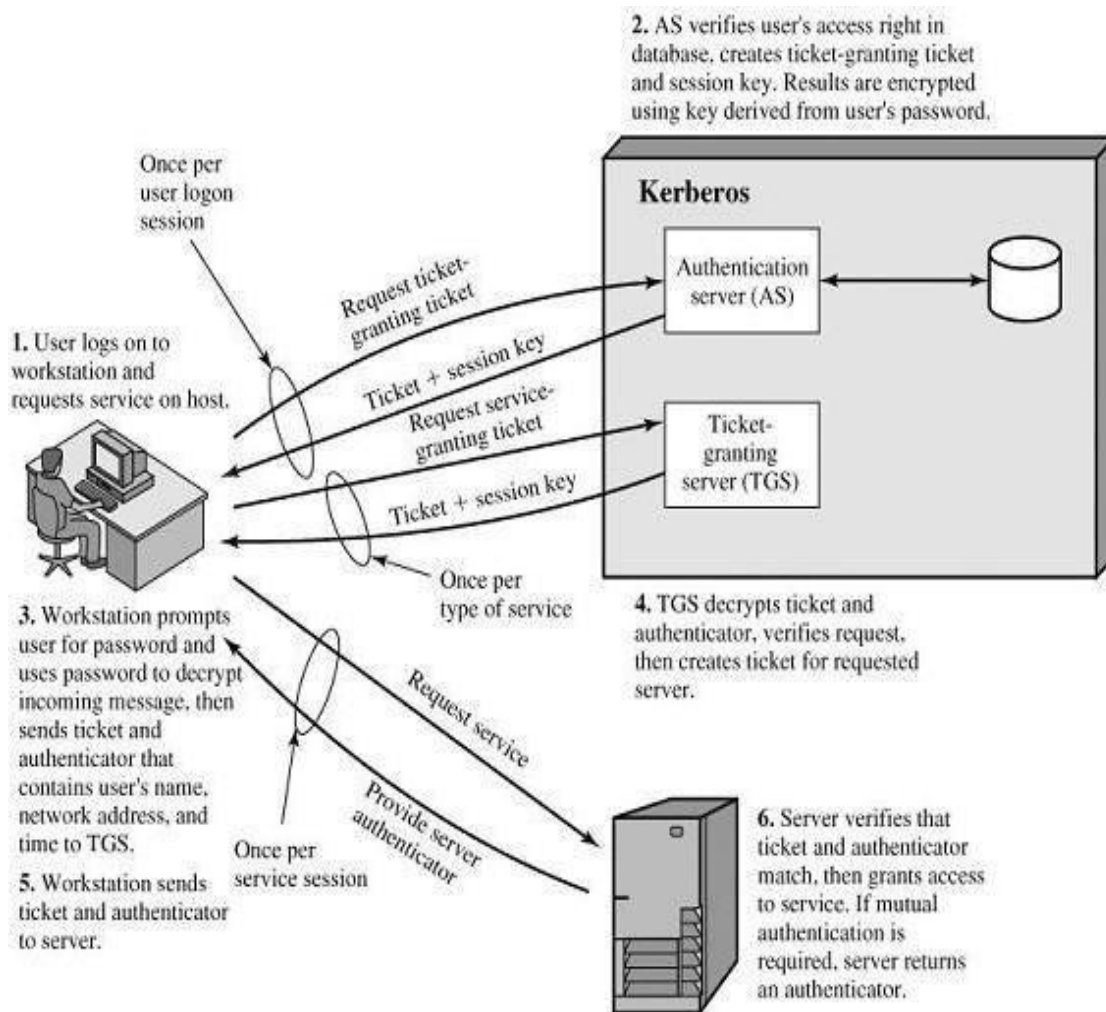 2. AS verifies user's access right in
database, creates ticket-granting ticket
and session key. Results are encrypted
using key derived from user's password.
Once per
user logon
session
Kerberos
Authentication
server (AS)
Request ticket-
granting ticket
1. User logs on to
workstation and
requests service on host.
Ticket + session key
Request service-
granting ticket
Ticket-
granting
server (TGS)
Ticket + session key
Once per
type of service
3. Workstation prompts
user for password and
uses password to decrypt
incoming message, then
sends ticket and
authenticator that
contains user's name,
network address, and
time to TGS.
4. TGS decrypts ticket and
authenticator, verifies request,
then creates ticket for requested
server.
Request service
Provide server
authenticator
Once per
service session
5. Workstation sends
ticket and authenticator
to server.
6. Server verifies that
ticket and authenticator
match, then grants access
to service. If mutual
authentication is
required, server returns
an authenticator.